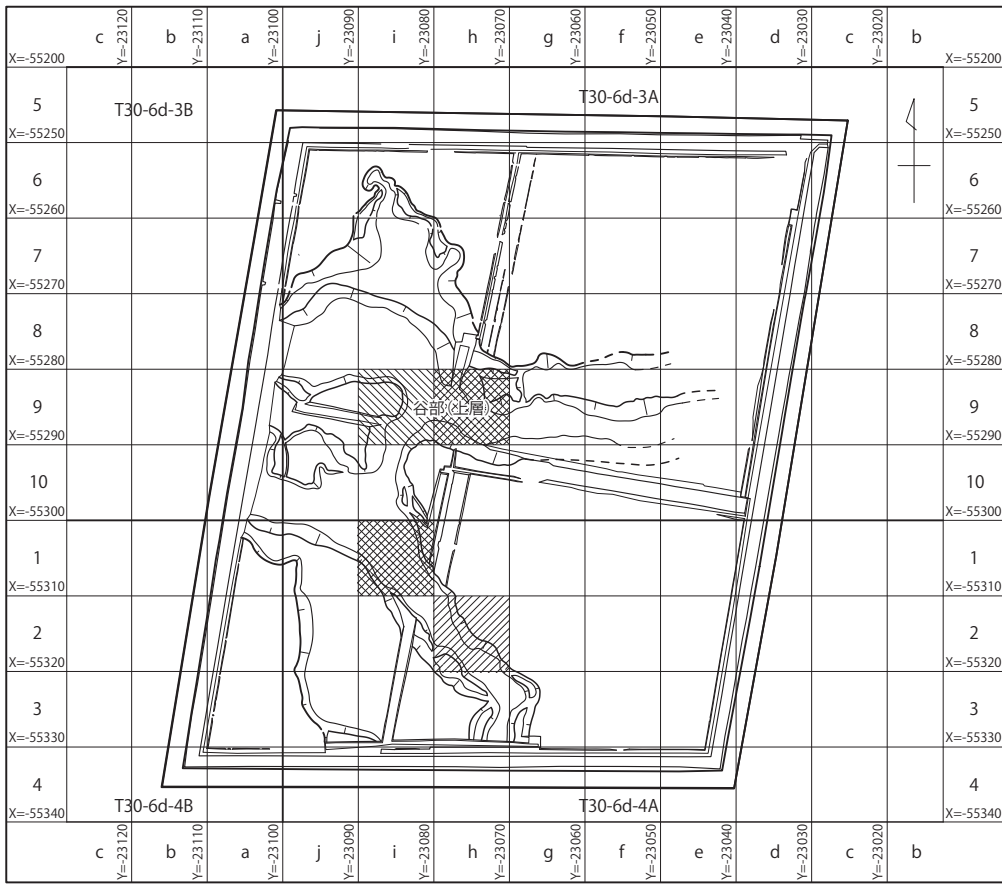 c b a j i h g f e d c b
Y=-23120 Y=-23110 Y=-23100 Y=-23090 Y=-23080 Y=-23070 Y=-23060 Y=-23050 Y=-23040 Y=-23030 Y=-23020
X=-55200 X=-55200
T30-6d-3B T30-6d-3A
5 5
X=-55250 X=-55250
6 6
X=-55260 X=-55260
7 7
X=-55270 X=-55270
8 8
X=-55280 X=-55280
9 谷部(上層) 9
X=-55290 X=-55290
10 10
X=-55300 X=-55300
1 1
X=-55310 X=-55310
2 2
X=-55320 X=-55320
3 3
X=-55330 X=-55330
4 4
T30-6d-4B T30-6d-4A
X=-55340 X=-55340
c b a j i h g f e d c b
Y=-23120 Y=-23110 Y=-23100 Y=-23090 Y=-23080 Y=-23070 Y=-23060 Y=-23050 Y=-23040 Y=-23030 Y=-23020